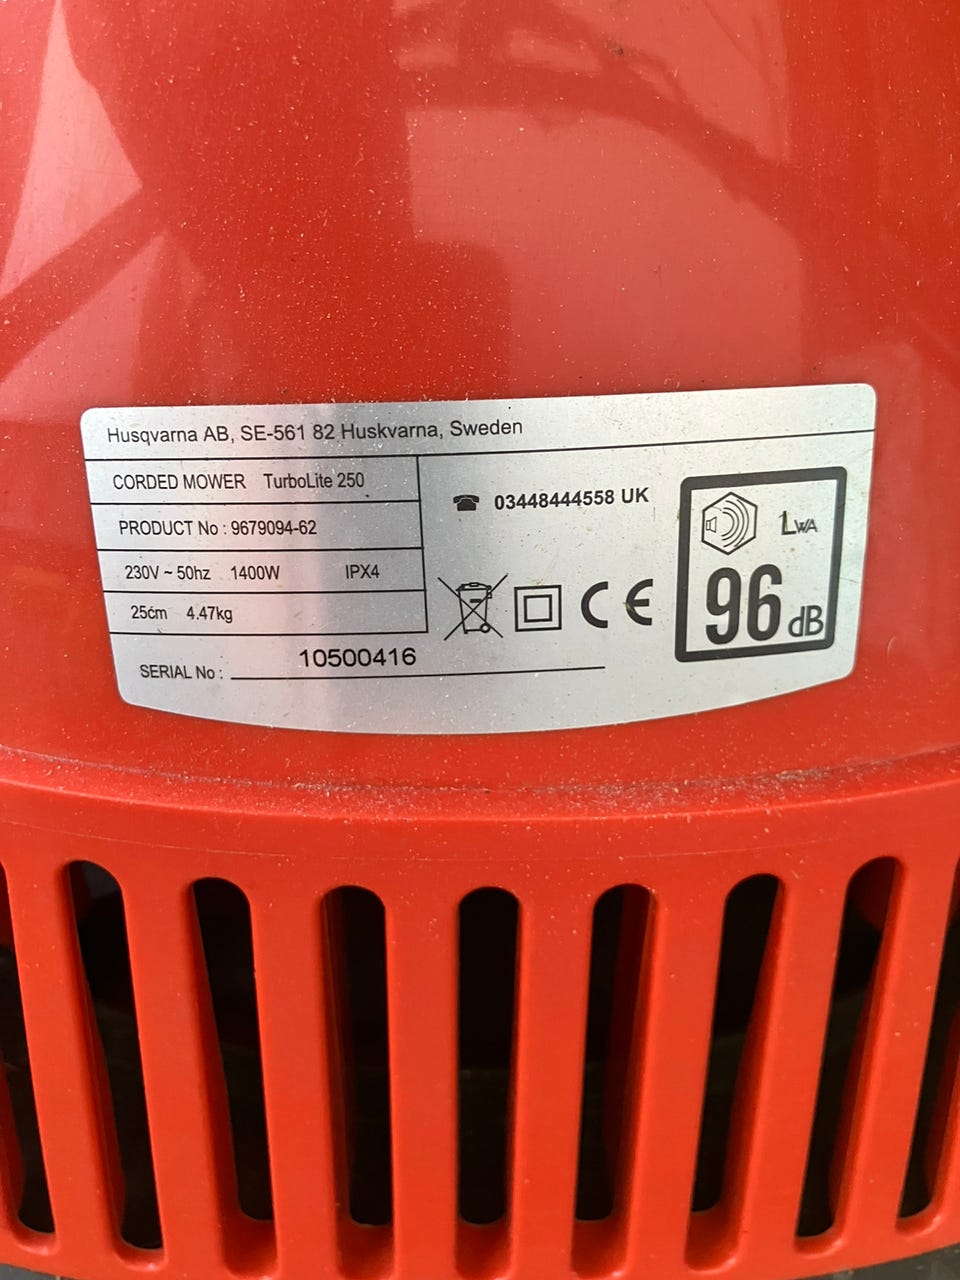 Husqvarna AB, SE-561 82 Huskvarna, Sweden
CORDED MOWER TurboLite 250
PRODUCT No : 9679094-62
230V ~ 50hz 1400W IPX4
25cm 4.47kg
SERIAL No : 10500416
03448444558 UK
CE
LWA
96 dB